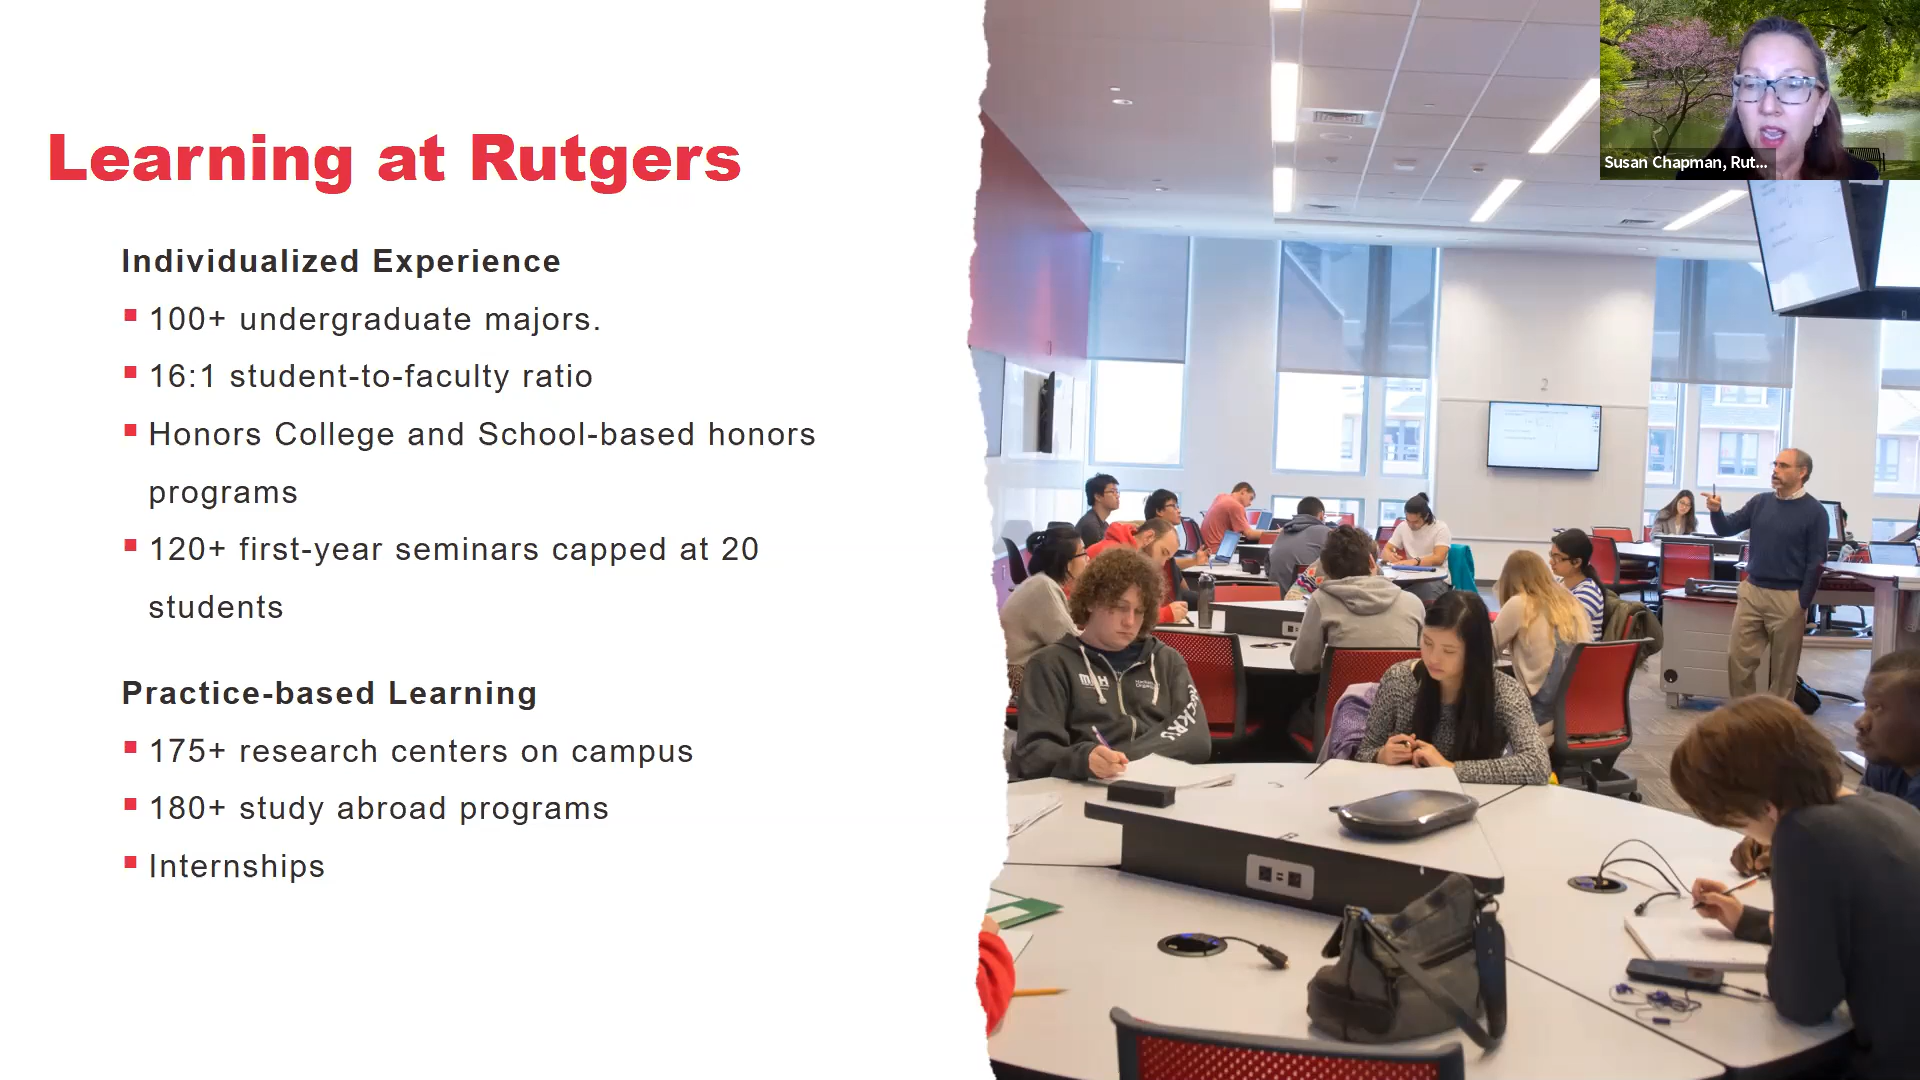 Learning at Rutgers
Individualized Experience
100+ undergraduate majors.
16:1 student-to-faculty ratio
Honors College and School-based honors
programs
120+ first-year seminars capped at 20
students
Practice-based Learning
175+ research centers on campus
180+ study abroad programs
Internships
Susan Chapman, Rut...
2